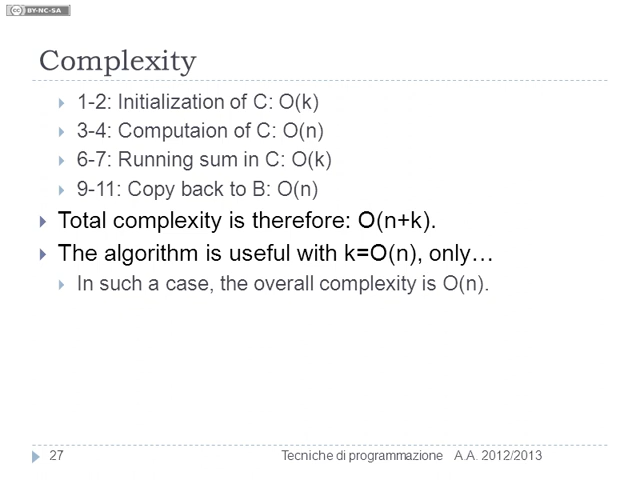 BY-NC-SA
Complexity
1-2: Initialization of C: O(k)
3-4: Computaion of C: O(n)
6-7: Running sum in C: O(k)
9-11: Copy back to B: O(n)
Total complexity is therefore: O(n+k).
The algorithm is useful with k=O(n), only…
In such a case, the overall complexity is O(n).
27 Tecniche di programmazione A.A. 2012/2013